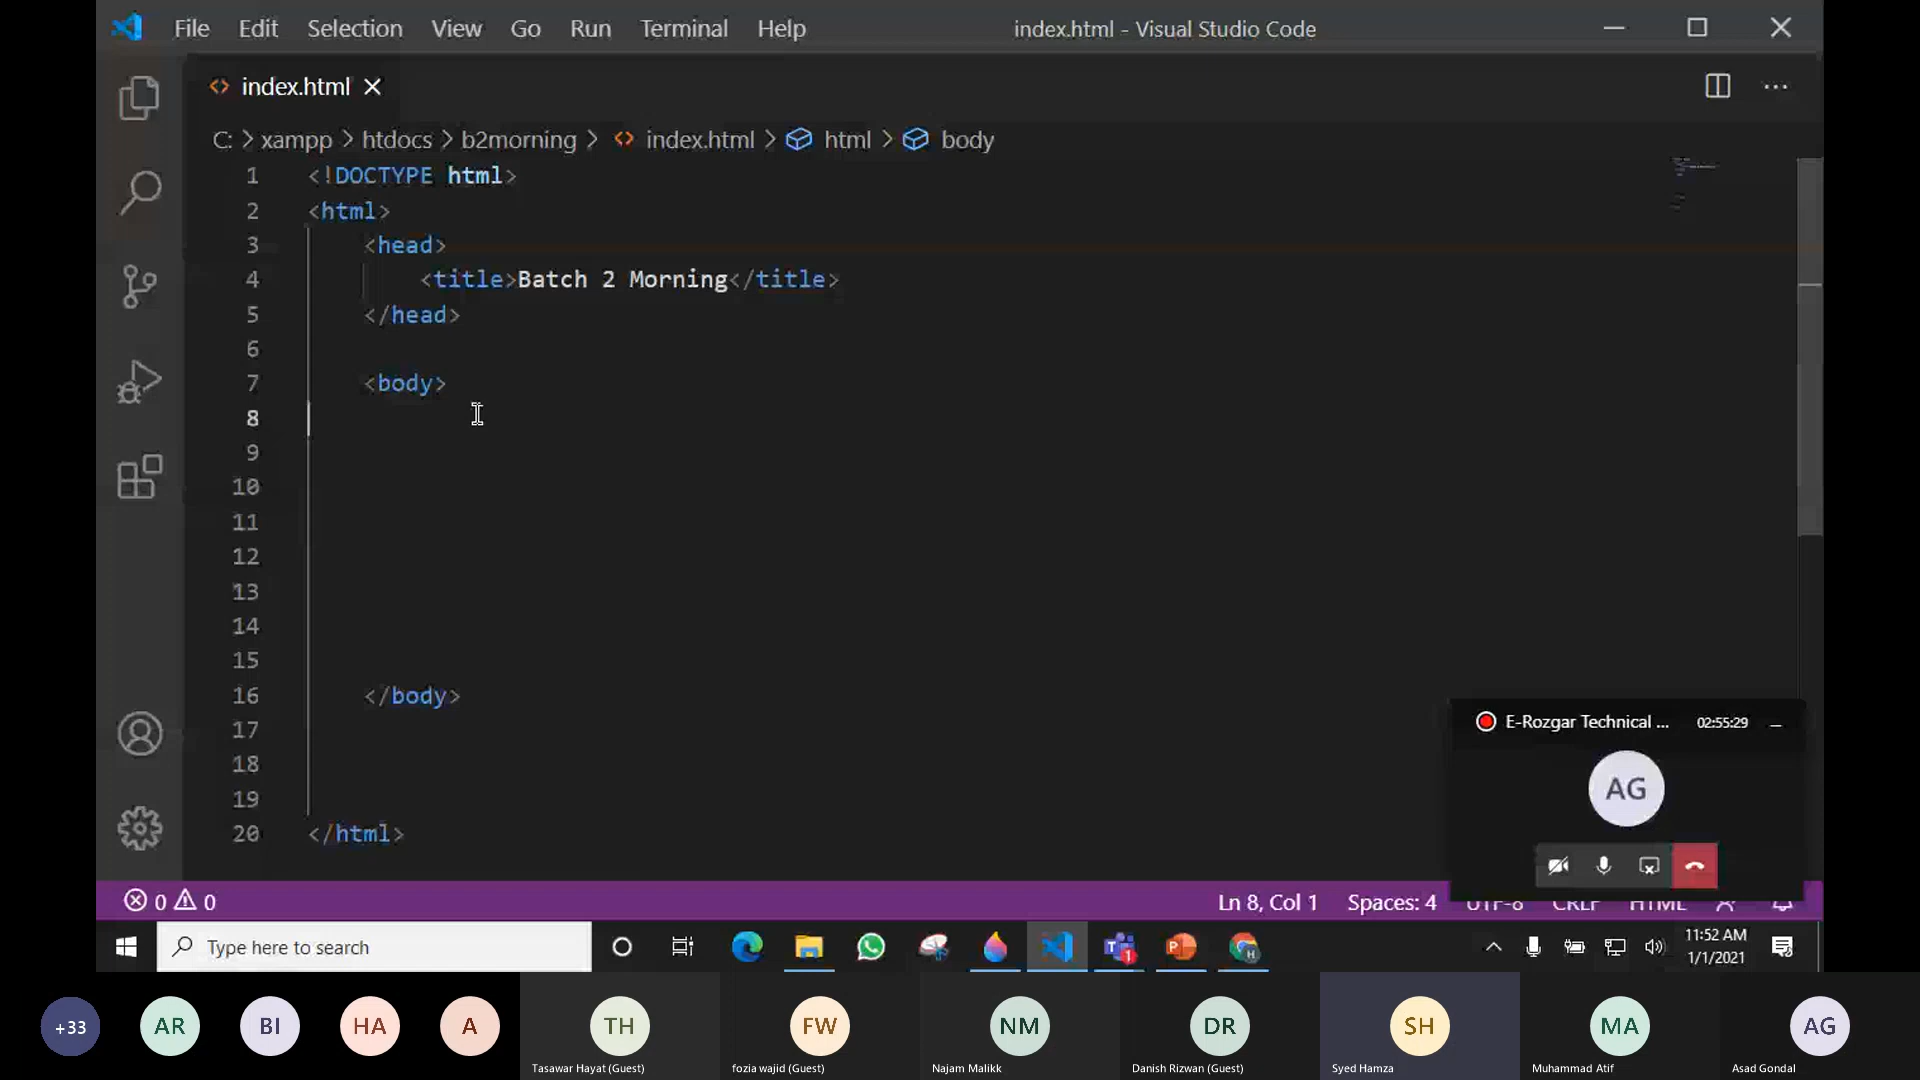 File Edit Selection View Go Run Terminal Help index.html - Visual Studio Code
index.html
C: > xampp > htdocs > b2morning > index.html > html > body
1 <!DOCTYPE html>
2 <html>
3 <head>
4 <title>Batch 2 Morning</title>
5 </head>
6
7 <body>
8
9
10
11
12
13
14
15
16 </body>
17
18
19
20 </html>
E-Rozgar Technical ... 02:55:29
AG
0 0 Ln 8, Col 1 Spaces: 4 UTF-8 CRLF HTML
Type here to search
1
H
11:52 AM
1/1/2021
+33 AR BI HA A TH FW NM DR SH MA AG
Tasawar Hayat (Guest) fozia wajid (Guest) Najam Malikk Danish Rizwan (Guest) Syed Hamza Muhammad Atif Asad Gondal